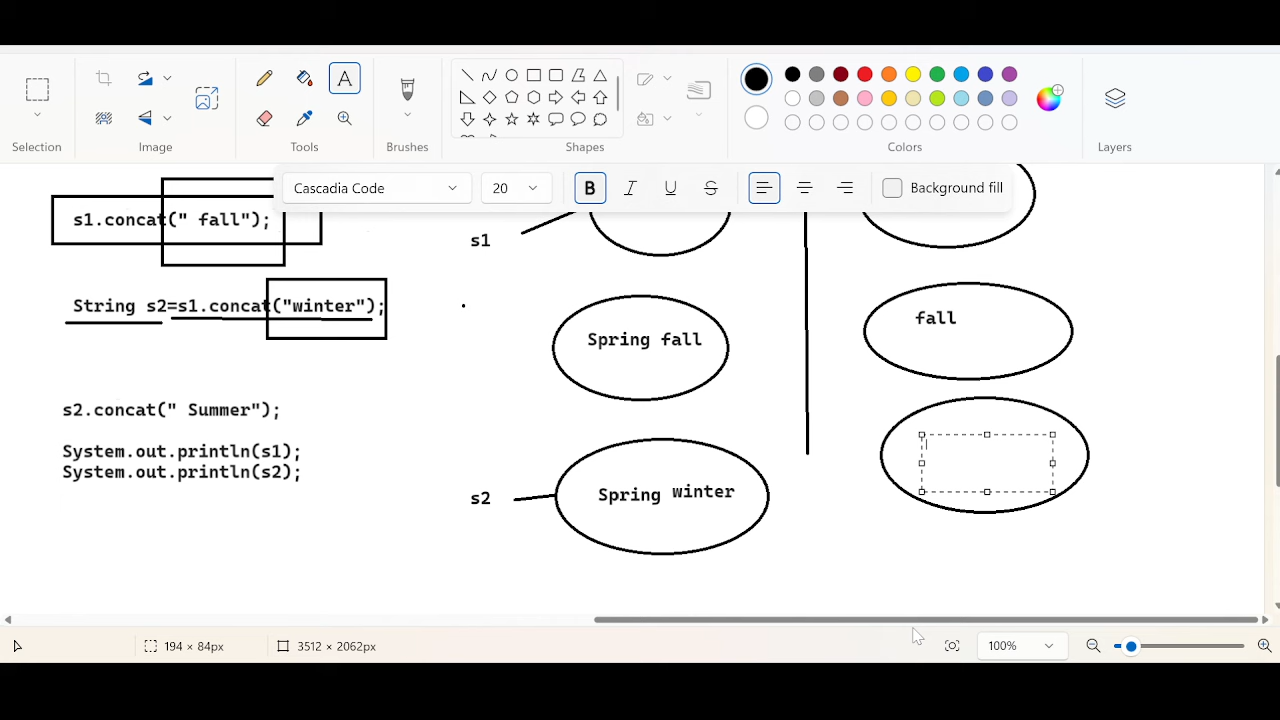 Selection
Image
Tools
Brushes
Shapes
Colors
Layers
Cascadia Code
20
B
I
U
S
Background fill
s1.concat(" fall");
String s2=s1.concat("winter");
s2.concat(" Summer");
System.out.println(s1);
System.out.println(s2);
s1
Spring fall
s2
Spring winter
fall
194 × 84px
3512 × 2062px
100%